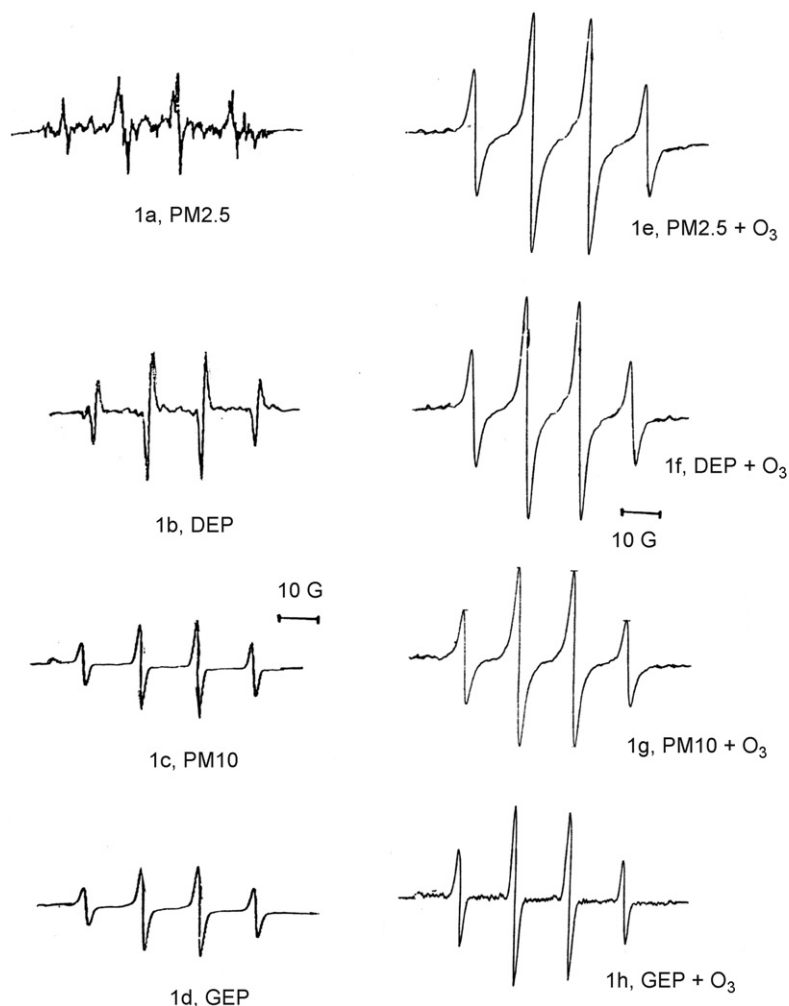 1a, PM2.5
1e, PM2.5 + O₃
1b, DEP
1f, DEP + O₃
10 G
10 G
1c, PM10
1g, PM10 + O₃
1d, GEP
1h, GEP + O₃